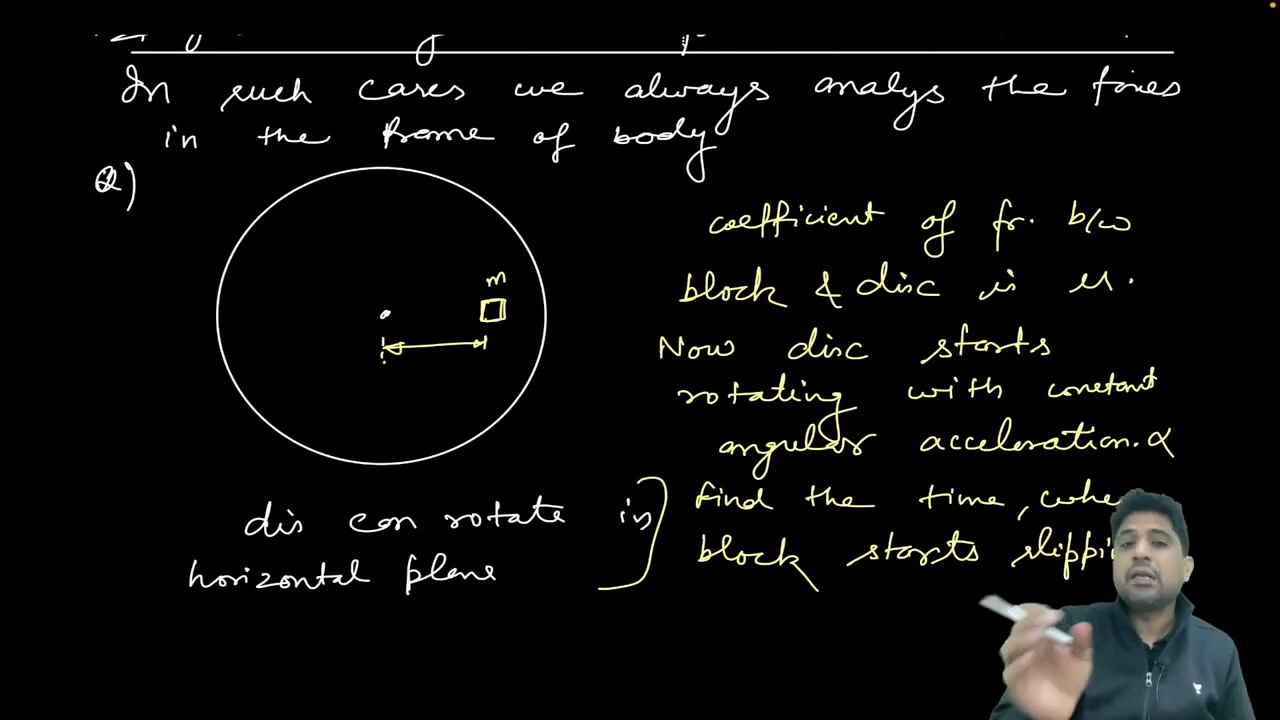 In such cases we always analys the forces
in the frame of body
Q)
m
coefficient of fr. b/w
block & disc is μ.
Now disc starts
rotating with constant
angular acceleration. α
find the time, whe
block starts slippi
dis can rotate in
horizontal plane